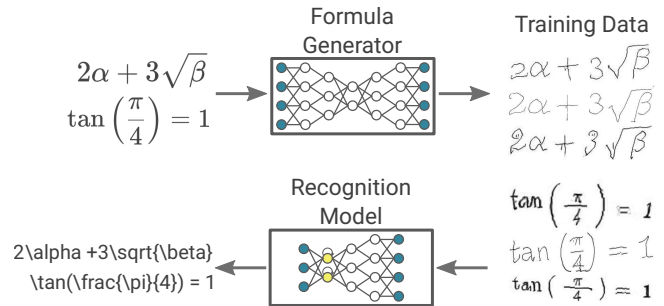 Formula
Generator
Training Data
2α + 3√β
tan(π/4) = 1
2α + 3√β
2α + 3√β
2α + 3√β
Recognition
Model
tan(π/4) = 1
tan(π/4) = 1
tan(π/4) = 1
2\alpha +3\sqrt{\beta}
\tan(\frac{\pi}{4}) = 1